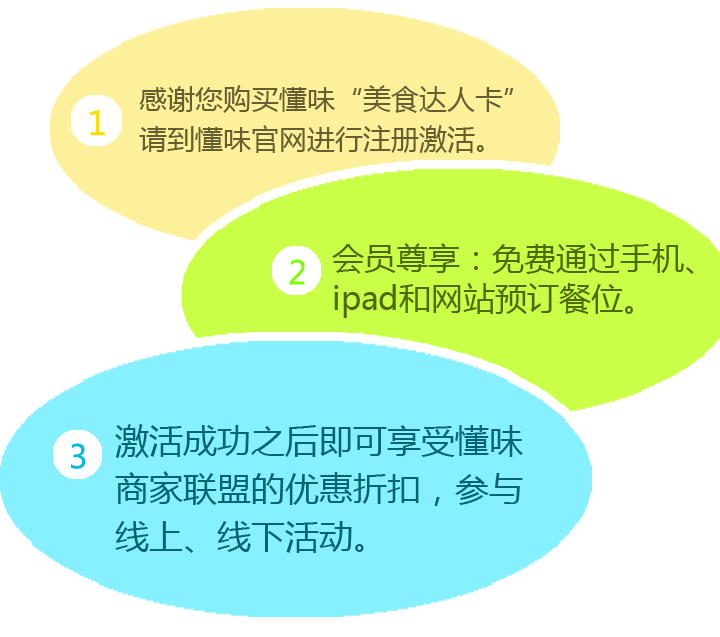 1
感谢您购买懂味“美食达人卡”
请到懂味官网进行注册激活。
2
会员尊享：免费通过手机、
ipad和网站预订餐位。
3
激活成功之后即可享受懂味
商家联盟的优惠折扣，参与
线上、线下活动。